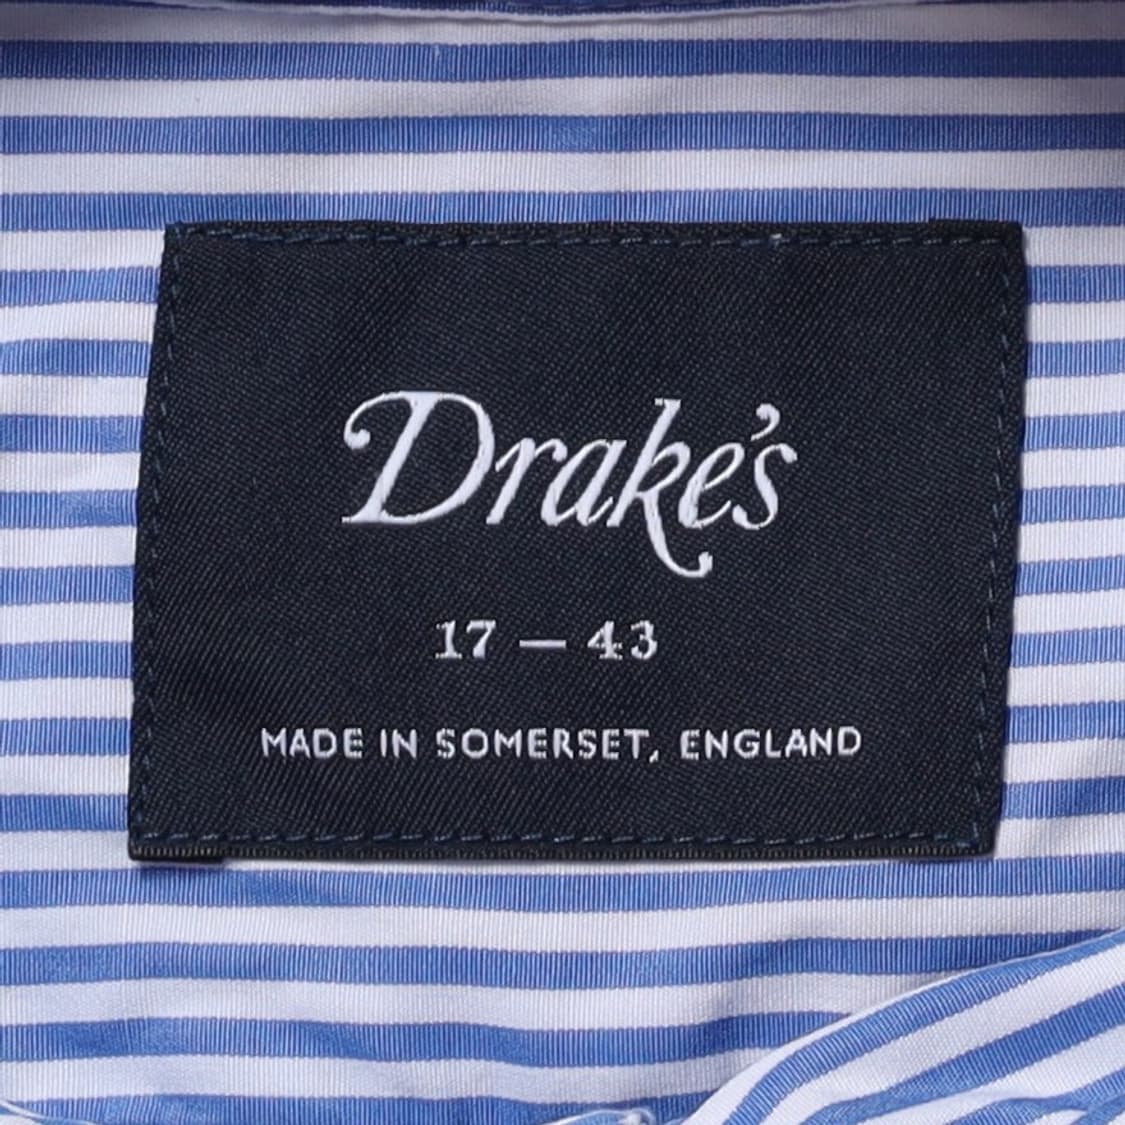 Drake's
17 — 43
MADE IN SOMERSET, ENGLAND